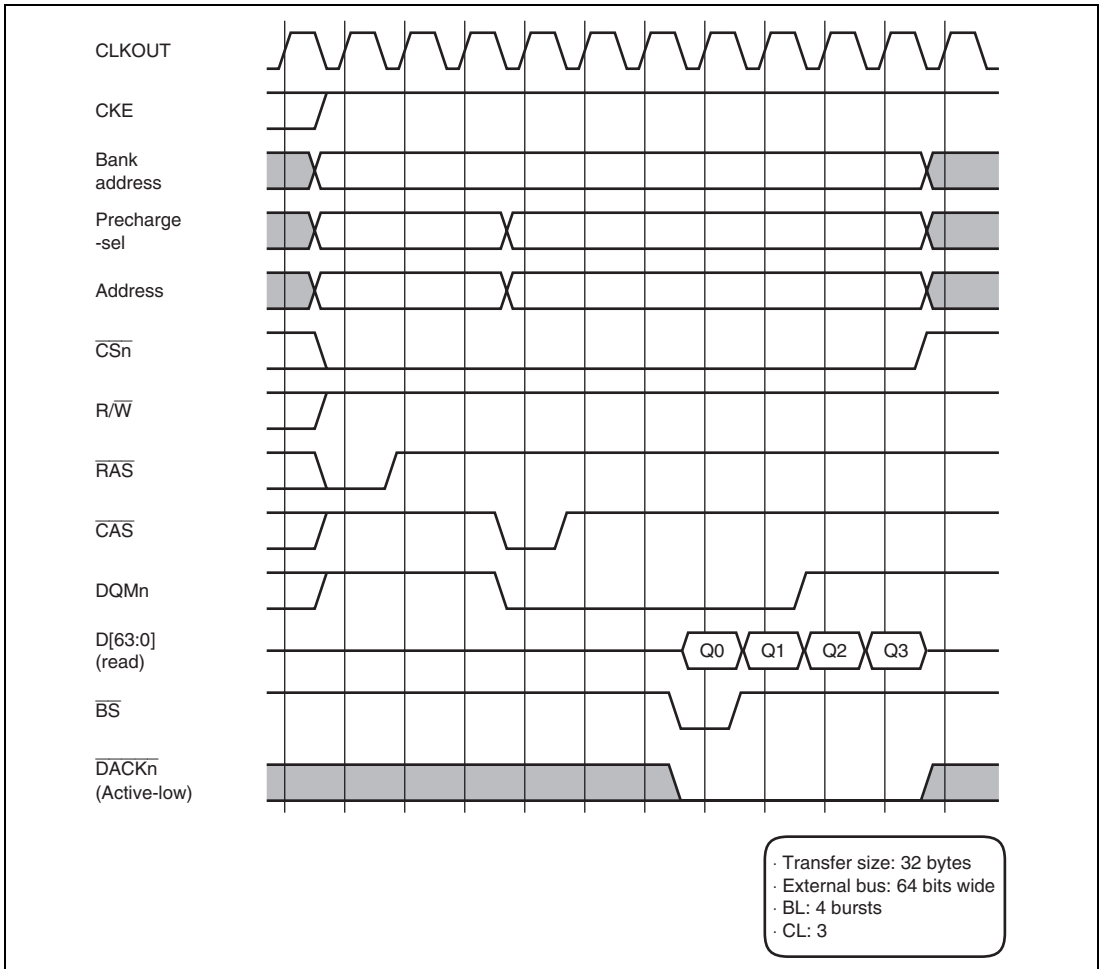 CLKOUT
CKE
Bank
address
Precharge
-sel
Address
CSn
R/W
RAS
CAS
DQMn
D[63:0]
(read)
Q0 Q1 Q2 Q3
BS
DACKn
(Active-low)
· Transfer size: 32 bytes
· External bus: 64 bits wide
· BL: 4 bursts
· CL: 3